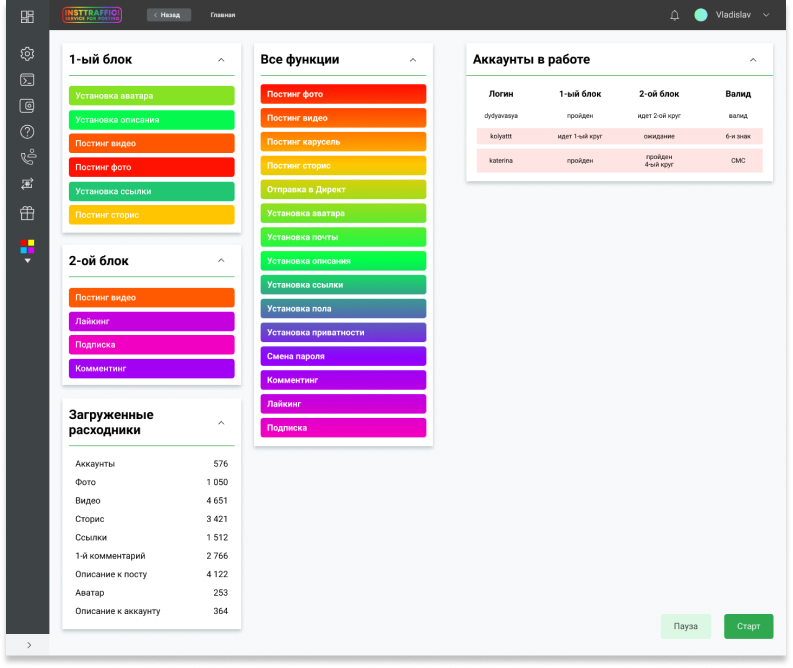 INSTTRAFFIC!
SERVICE FOR POSTING
< Назад
Главная
Vladislav
1-ый блок
Установка аватара
Установка описания
Постинг видео
Постинг фото
Установка ссылки
Постинг сторис
2-ой блок
Постинг видео
Лайкинг
Подписка
Комментинг
Загруженные
расходники
Аккаунты 576
Фото 1 050
Видео 4 651
Сторис 3 421
Ссылки 1 512
1-й комментарий 2 766
Описание к посту 4 122
Аватар 253
Описание к аккаунту 364
Все функции
Постинг фото
Постинг видео
Постинг карусель
Постинг сторис
Отправка в Директ
Установка аватара
Установка почты
Установка описания
Установка ссылки
Установка пола
Установка приватности
Смена пароля
Комментинг
Лайкинг
Подписка
Аккаунты в работе
Логин 1-ый блок 2-ой блок Валид
dydyavasya пройден идет 2-ой круг валид
kolyattt идет 1-ый круг ожидание 6-и знак
katerina пройден пройден СМС
4-ый круг
Пауза
Старт